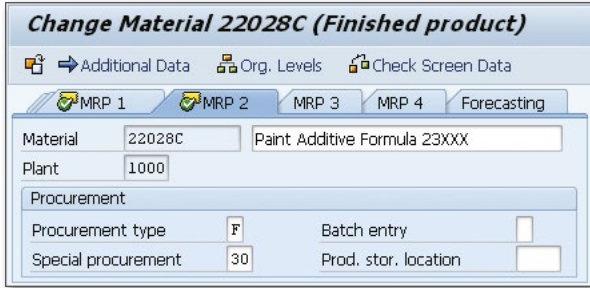 Change Material 22028C (Finished product)
Additional Data Org. Levels Check Screen Data
MRP 1 MRP 2 MRP 3 MRP 4 Forecasting
Material 22028C Paint Additive Formula 23XXX
Plant 1000
Procurement
Procurement type F Batch entry
Special procurement 30 Prod. stor. location